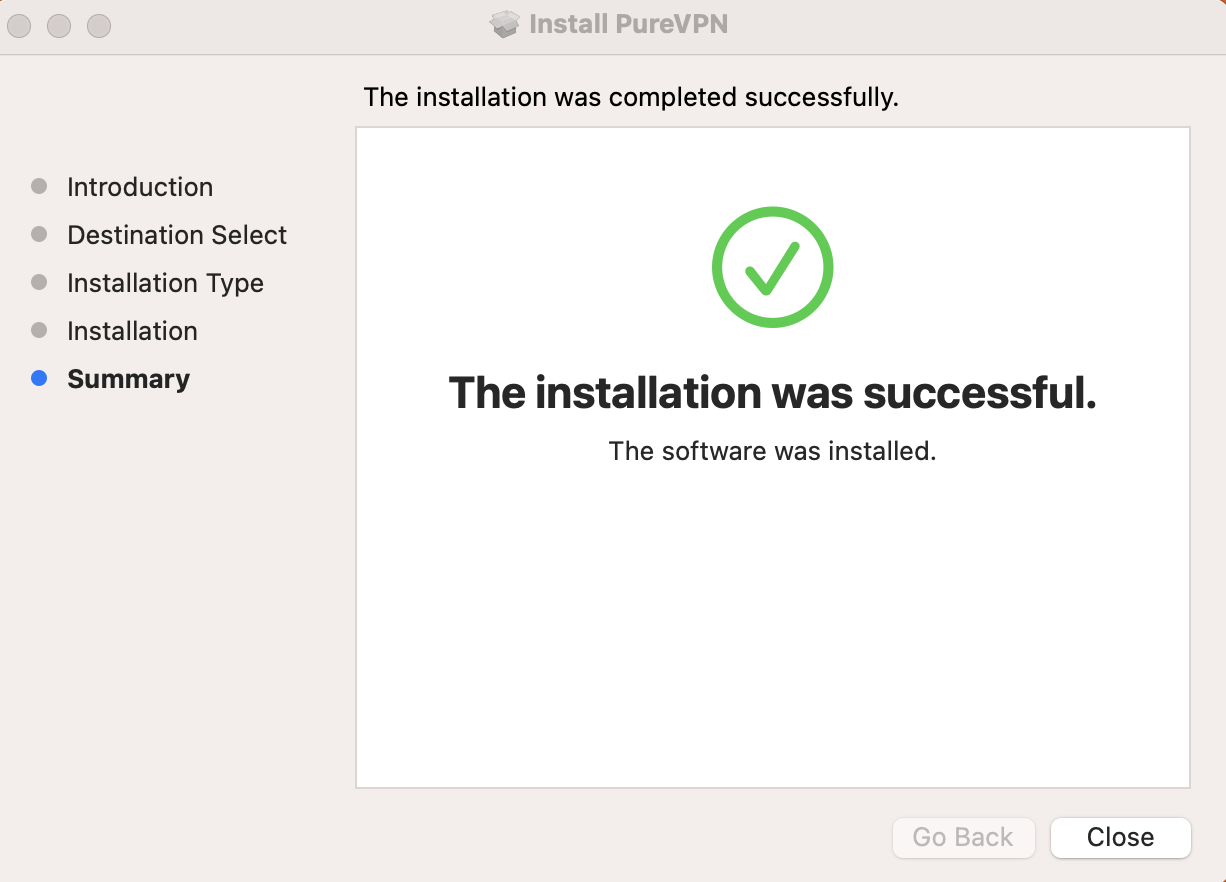 Install PureVPN
The installation was completed successfully.
Introduction
Destination Select
Installation Type
Installation
Summary
The installation was successful.
The software was installed.
Go Back
Close